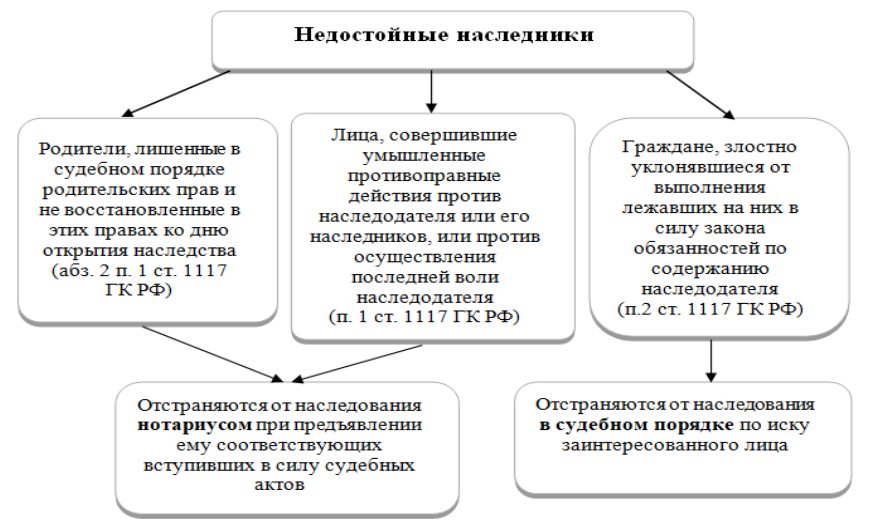 Недостойные наследники
Родители, лишенные в
судебном порядке
родительских прав и
не восстановленные в
этих правах ко дню
открытия наследства
(абз. 2 п. 1 ст. 1117
ГК РФ)
Лица, совершившие
умышленные
противоправные
действия против
наследодателя или его
наследников, или против
осуществления
последней воли
наследодателя
(п. 1 ст. 1117 ГК РФ)
Граждане, злостно
уклонявшиеся от
выполнения
лежавших на них в
силу закона
обязанностей по
содержанию
наследодателя
(п.2 ст. 1117 ГК РФ)
Отстраняются от наследования
нотариусом при предъявлении
ему соответствующих
вступивших в силу судебных
актов
Отстраняются от наследования
в судебном порядке по иску
заинтересованного лица